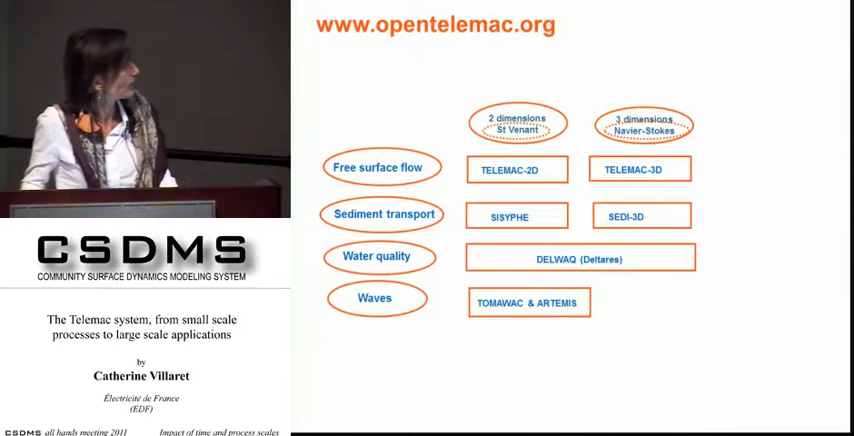 www.opentelemac.org
2 dimensions
St Venant
3 dimensions
Navier-Stokes
Free surface flow
TELEMAC-2D
TELEMAC-3D
Sediment transport
SISYPHE
SEDI-3D
Water quality
DELWAQ (Deltares)
Waves
TOMAWAC & ARTEMIS
CSDMS
COMMUNITY SURFACE DYNAMICS MODELING SYSTEM
The Telemac system, from small scale
processes to large scale applications
by
Catherine Villaret
Électricité de France
(EDF)
CSDMS all hands meeting 2011 Impact of time and process scales